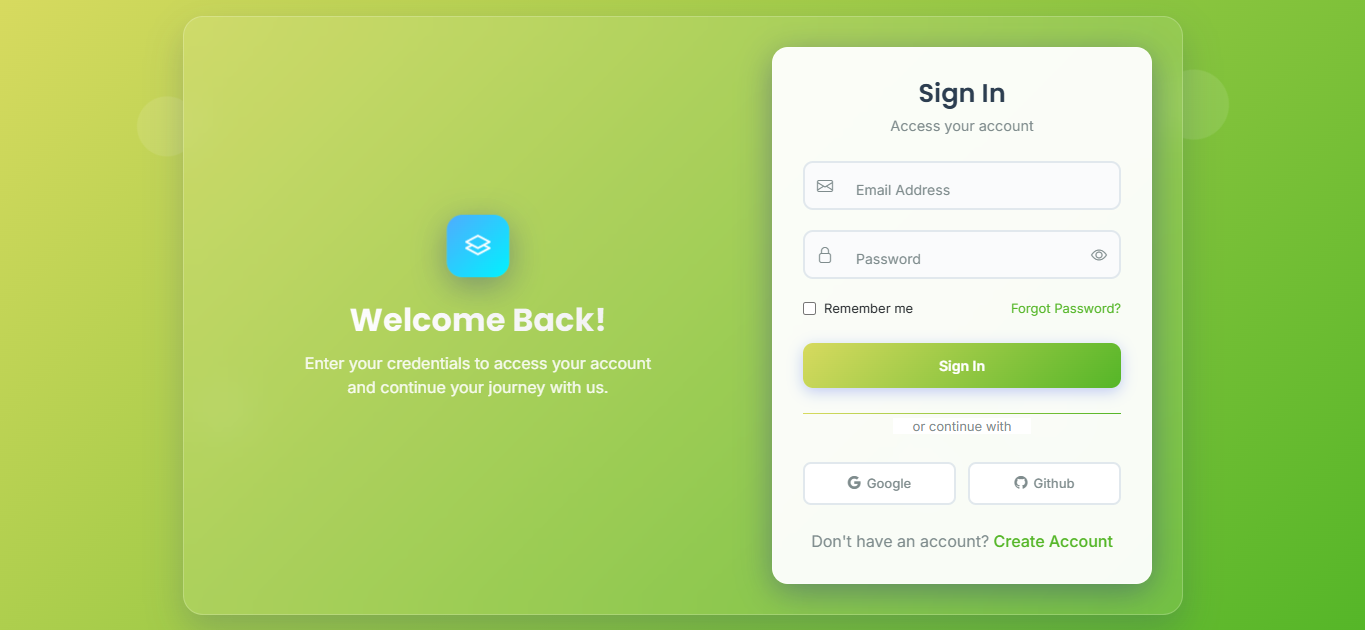 Welcome Back!
Enter your credentials to access your account
and continue your journey with us.
Sign In
Access your account
Email Address
Password
Remember me
Forgot Password?
Sign In
or continue with
Google
Github
Don't have an account? Create Account